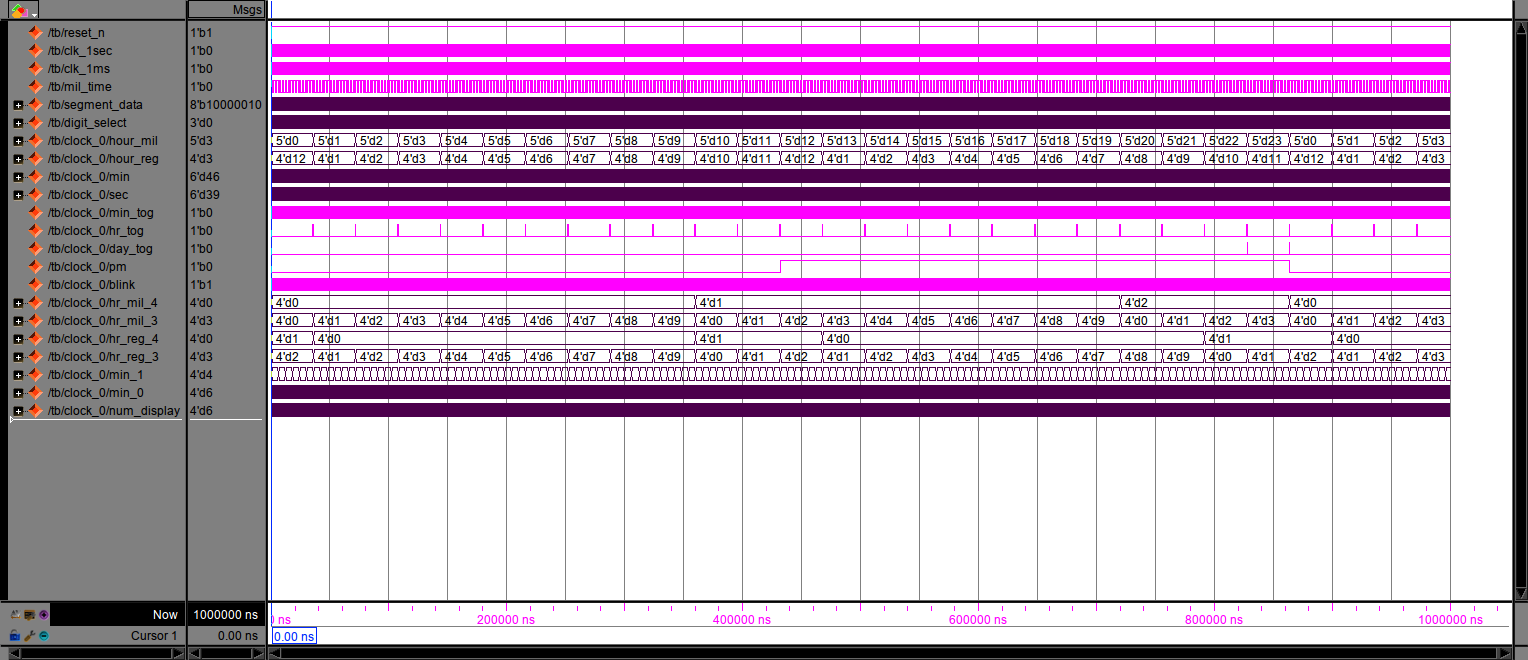 Msgs
/tb/reset_n 1'b1
/tb/clk_1sec 1'b0
/tb/clk_1ms 1'b0
/tb/mil_time 1'b0
/tb/segment_data 8'b10000010
/tb/digit_select 3'd0
/tb/clock_0/hour_mil 5'd3 5'd0 5'd1 5'd2 5'd3 5'd4 5'd5 5'd6 5'd7 5'd8 5'd9 5'd10 5'd11 5'd12 5'd13 5'd14 5'd15 5'd16 5'd17 5'd18 5'd19 5'd20 5'd21 5'd22 5'd23 5'd0 5'd1 5'd2 5'd3
/tb/clock_0/hour_reg 4'd3 4'd12 4'd1 4'd2 4'd3 4'd4 4'd5 4'd6 4'd7 4'd8 4'd9 4'd10 4'd11 4'd12 4'd1 4'd2 4'd3 4'd4 4'd5 4'd6 4'd7 4'd8 4'd9 4'd10 4'd11 4'd12 4'd1 4'd2 4'd3
/tb/clock_0/min 6'd46
/tb/clock_0/sec 6'd39
/tb/clock_0/min_tog 1'b0
/tb/clock_0/hr_tog 1'b0
/tb/clock_0/day_tog 1'b0
/tb/clock_0/pm 1'b0
/tb/clock_0/blink 1'b1
/tb/clock_0/hr_mil_4 4'd0 4'd0 4'd1 4'd2 4'd0
/tb/clock_0/hr_mil_3 4'd3 4'd0 4'd1 4'd2 4'd3 4'd4 4'd5 4'd6 4'd7 4'd8 4'd9 4'd0 4'd1 4'd2 4'd3 4'd4 4'd5 4'd6 4'd7 4'd8 4'd9 4'd0 4'd1 4'd2 4'd3 4'd0 4'd1 4'd2 4'd3
/tb/clock_0/hr_reg_4 4'd0 4'd1 4'd0 4'd1 4'd0 4'd1 4'd0
/tb/clock_0/hr_reg_3 4'd3 4'd2 4'd1 4'd2 4'd3 4'd4 4'd5 4'd6 4'd7 4'd8 4'd9 4'd0 4'd1 4'd2 4'd1 4'd2 4'd3 4'd4 4'd5 4'd6 4'd7 4'd8 4'd9 4'd0 4'd1 4'd2 4'd1 4'd2 4'd3
/tb/clock_0/min_1 4'd4
/tb/clock_0/min_0 4'd6
/tb/clock_0/num_display 4'd6
Now 1000000 ns ns 200000 ns 400000 ns 600000 ns 800000 ns 1000000 ns
Cursor 1 0.00 ns 0.00 ns